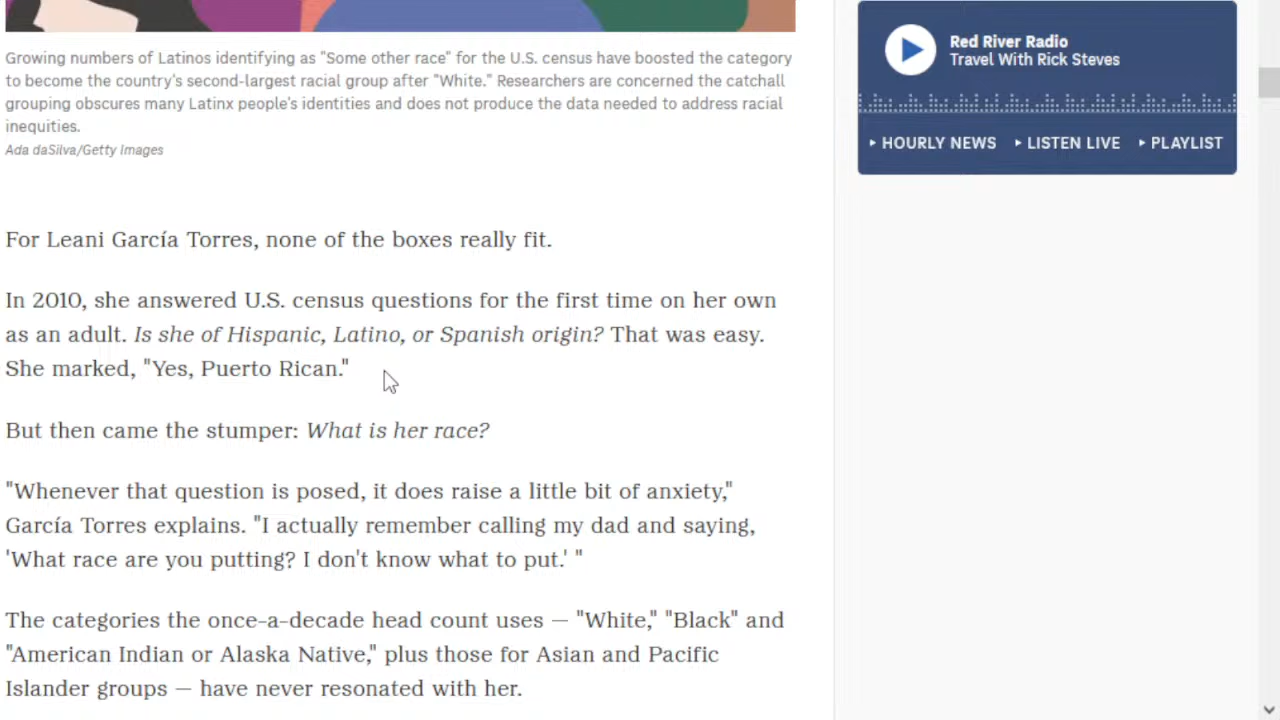 Growing numbers of Latinos identifying as "Some other race" for the U.S. census have boosted the category
to become the country's second-largest racial group after "White." Researchers are concerned the catchall
grouping obscures many Latinx people's identities and does not produce the data needed to address racial
inequities.
Ada daSilva/Getty Images
For Leani García Torres, none of the boxes really fit.
In 2010, she answered U.S. census questions for the first time on her own
as an adult. Is she of Hispanic, Latino, or Spanish origin? That was easy.
She marked, "Yes, Puerto Rican."
But then came the stumper: What is her race?
"Whenever that question is posed, it does raise a little bit of anxiety,"
García Torres explains. "I actually remember calling my dad and saying,
'What race are you putting? I don't know what to put.' "
The categories the once-a-decade head count uses — "White," "Black" and
"American Indian or Alaska Native," plus those for Asian and Pacific
Islander groups — have never resonated with her.
Red River Radio
Travel With Rick Steves
HOURLY NEWS
LISTEN LIVE
PLAYLIST